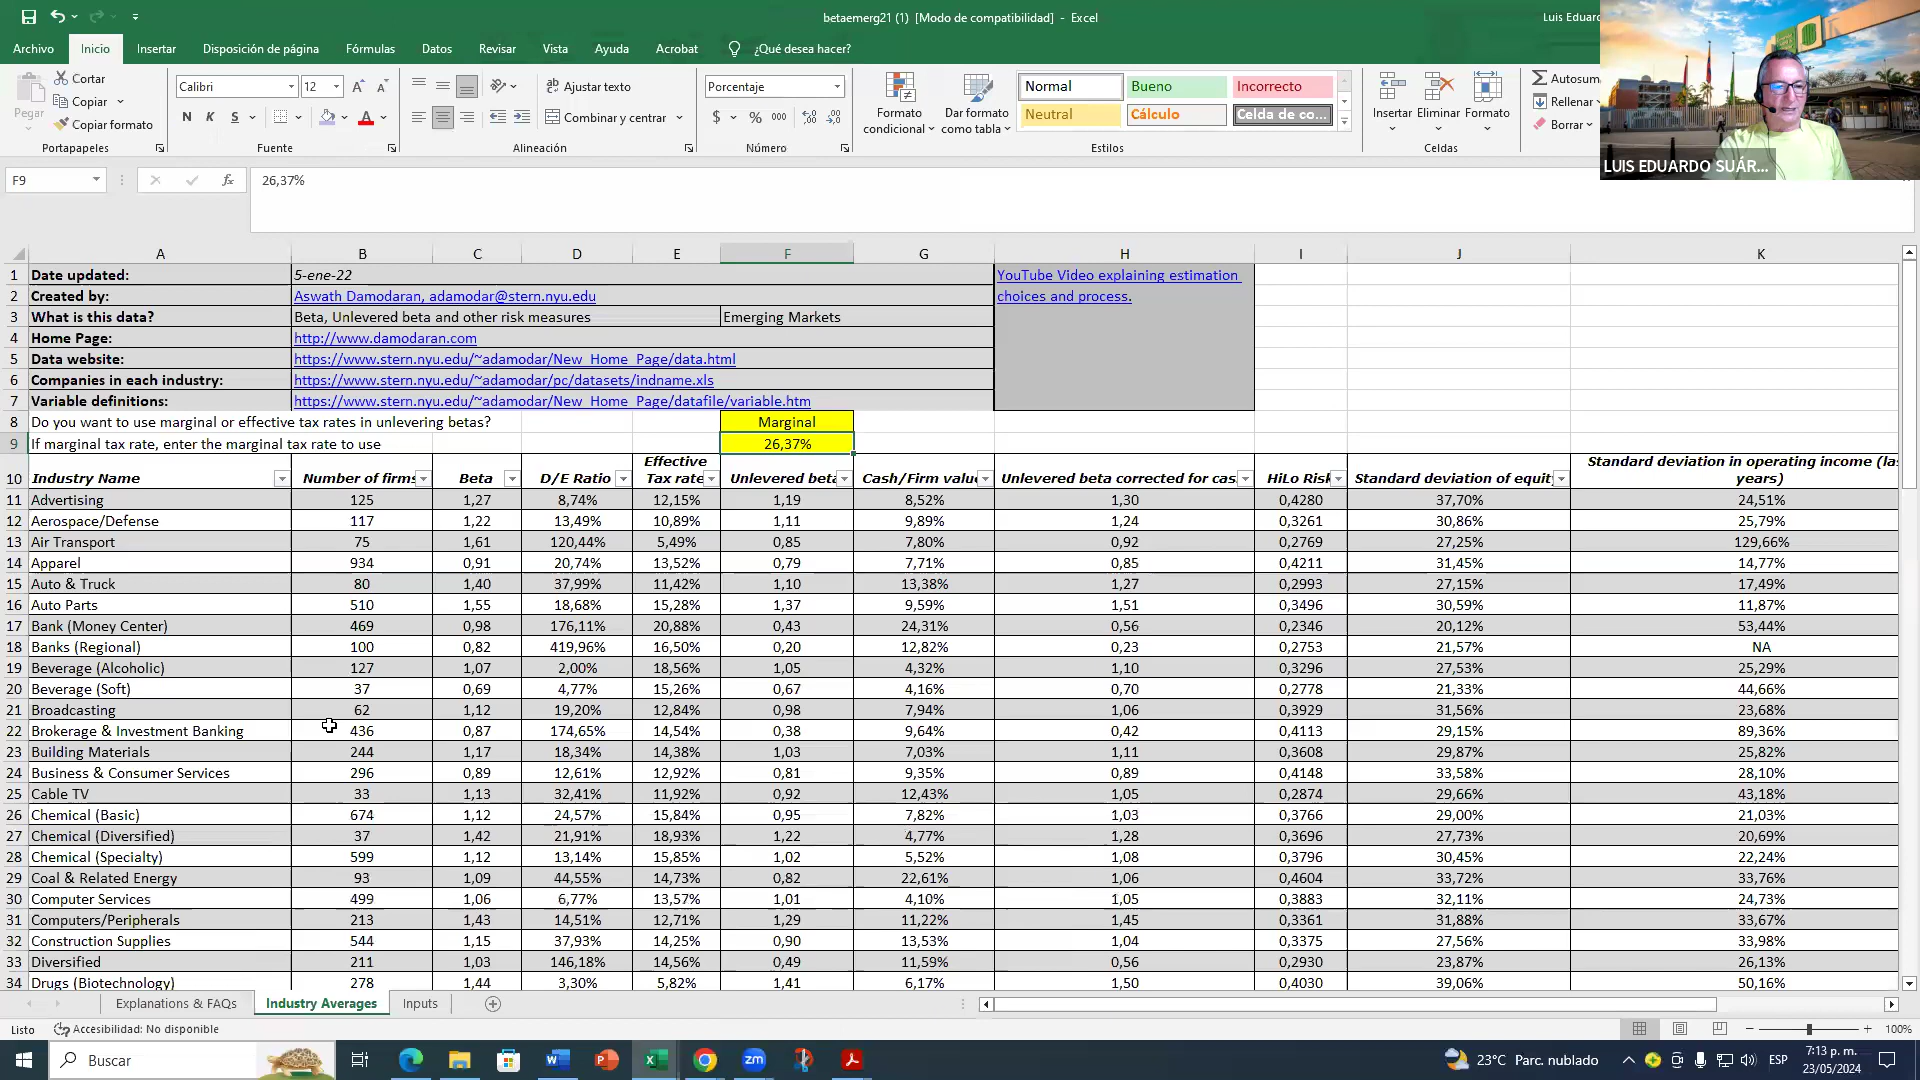 betaemerg21 (1) [Modo de compatibilidad] - Excel
Luis Eduardo
Archivo Inicio Insertar Disposición de página Fórmulas Datos Revisar Vista Ayuda Acrobat ¿Qué desea hacer?
Pegar
Cortar
Copiar
Copiar formato
Portapapeles
Calibri 12
N K S
Fuente
Ajustar texto
Combinar y centrar
Alineación
Porcentaje
$ % 000
Número
Formato condicional
Dar formato como tabla
Normal Bueno Incorrecto
Neutral Cálculo Celda de co...
Estilos
Insertar Eliminar Formato
Celdas
Autosum
Rellenar
Borrar
LUIS EDUARDO SUÁR...
F9 fx 26,37%
A B C D E F G H I J K
1 Date updated: 5-ene-22 YouTube Video explaining estimation
2 Created by: Aswath Damodaran, adamodar@stern.nyu.edu choices and process.
3 What is this data? Beta, Unlevered beta and other risk measures Emerging Markets
4 Home Page: http://www.damodaran.com
5 Data website: https://www.stern.nyu.edu/~adamodar/New_Home_Page/data.html
6 Companies in each industry: https://www.stern.nyu.edu/~adamodar/pc/datasets/indname.xls
7 Variable definitions: https://www.stern.nyu.edu/~adamodar/New_Home_Page/datafile/variable.htm
8 Do you want to use marginal or effective tax rates in unlevering betas? Marginal
9 If marginal tax rate, enter the marginal tax rate to use 26,37%
10 Industry Name Number of firms Beta D/E Ratio Effective Tax rate Unlevered beta Cash/Firm value Unlevered beta corrected for cas HiLo Risk Standard deviation of equit Standard deviation in operating income (las years)
11 Advertising 125 1,27 8,74% 12,15% 1,19 8,52% 1,30 0,4280 37,70% 24,51%
12 Aerospace/Defense 117 1,22 13,49% 10,89% 1,11 9,89% 1,24 0,3261 30,86% 25,79%
13 Air Transport 75 1,61 120,44% 5,49% 0,85 7,80% 0,92 0,2769 27,25% 129,66%
14 Apparel 934 0,91 20,74% 13,52% 0,79 7,71% 0,85 0,4211 31,45% 14,77%
15 Auto & Truck 80 1,40 37,99% 11,42% 1,10 13,38% 1,27 0,2993 27,15% 17,49%
16 Auto Parts 510 1,55 18,68% 15,28% 1,37 9,59% 1,51 0,3496 30,59% 11,87%
17 Bank (Money Center) 469 0,98 176,11% 20,88% 0,43 24,31% 0,56 0,2346 20,12% 53,44%
18 Banks (Regional) 100 0,82 419,96% 16,50% 0,20 12,82% 0,23 0,2753 21,57% NA
19 Beverage (Alcoholic) 127 1,07 2,00% 18,56% 1,05 4,32% 1,10 0,3296 27,53% 25,29%
20 Beverage (Soft) 37 0,69 4,77% 15,26% 0,67 4,16% 0,70 0,2778 21,33% 44,66%
21 Broadcasting 62 1,12 19,20% 12,84% 0,98 7,94% 1,06 0,3929 31,56% 23,68%
22 Brokerage & Investment Banking 436 0,87 174,65% 14,54% 0,38 9,64% 0,42 0,4113 29,15% 89,36%
23 Building Materials 244 1,17 18,34% 14,38% 1,03 7,03% 1,11 0,3608 29,87% 25,82%
24 Business & Consumer Services 296 0,89 12,61% 12,92% 0,81 9,35% 0,89 0,4148 33,58% 28,10%
25 Cable TV 33 1,13 32,41% 11,92% 0,92 12,43% 1,05 0,2874 29,66% 43,18%
26 Chemical (Basic) 674 1,12 24,57% 15,84% 0,95 7,82% 1,03 0,3766 29,00% 21,03%
27 Chemical (Diversified) 37 1,42 21,91% 18,93% 1,22 4,77% 1,28 0,3696 27,73% 20,69%
28 Chemical (Specialty) 599 1,12 13,14% 15,85% 1,02 5,52% 1,08 0,3796 30,45% 22,24%
29 Coal & Related Energy 93 1,09 44,55% 14,73% 0,82 22,61% 1,06 0,4604 33,72% 33,76%
30 Computer Services 499 1,06 6,77% 13,57% 1,01 4,10% 1,05 0,3883 32,11% 24,73%
31 Computers/Peripherals 213 1,43 14,51% 12,71% 1,29 11,22% 1,45 0,3361 31,88% 33,67%
32 Construction Supplies 544 1,15 37,93% 14,25% 0,90 13,53% 1,04 0,3375 27,56% 33,98%
33 Diversified 211 1,03 146,18% 14,56% 0,49 11,59% 0,56 0,2930 23,87% 26,13%
34 Drugs (Biotechnology) 278 1,44 3,30% 5,82% 1,41 6,17% 1,50 0,4030 39,06% 50,16%
Explanations & FAQs Industry Averages Inputs
Listo Accesibilidad: No disponible 100%
Buscar
23°C Parc. nublado ESP 7:13 p. m.
23/05/2024